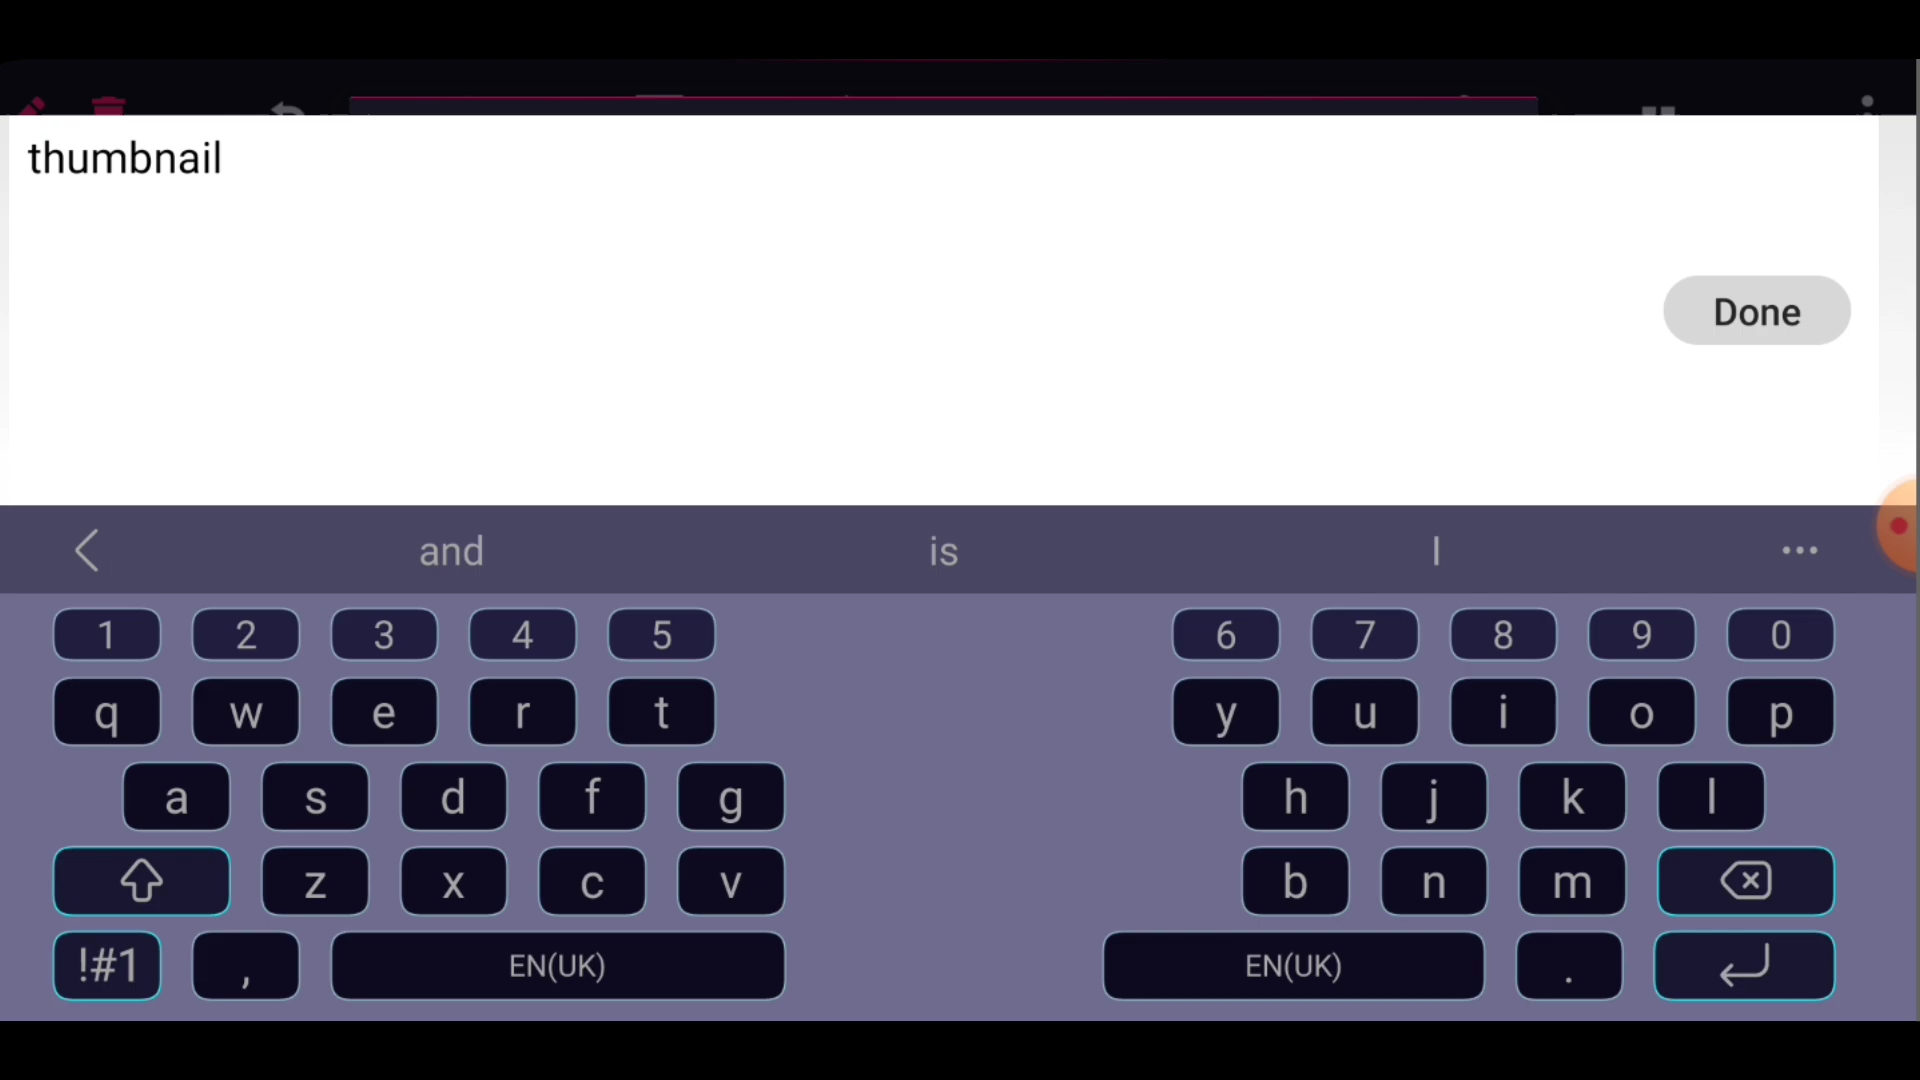 thumbnail
Done
and is I
1 2 3 4 5 6 7 8 9 0
q w e r t y u i o p
a s d f g h j k l
z x c v b n m
!#1 , EN(UK) EN(UK) .